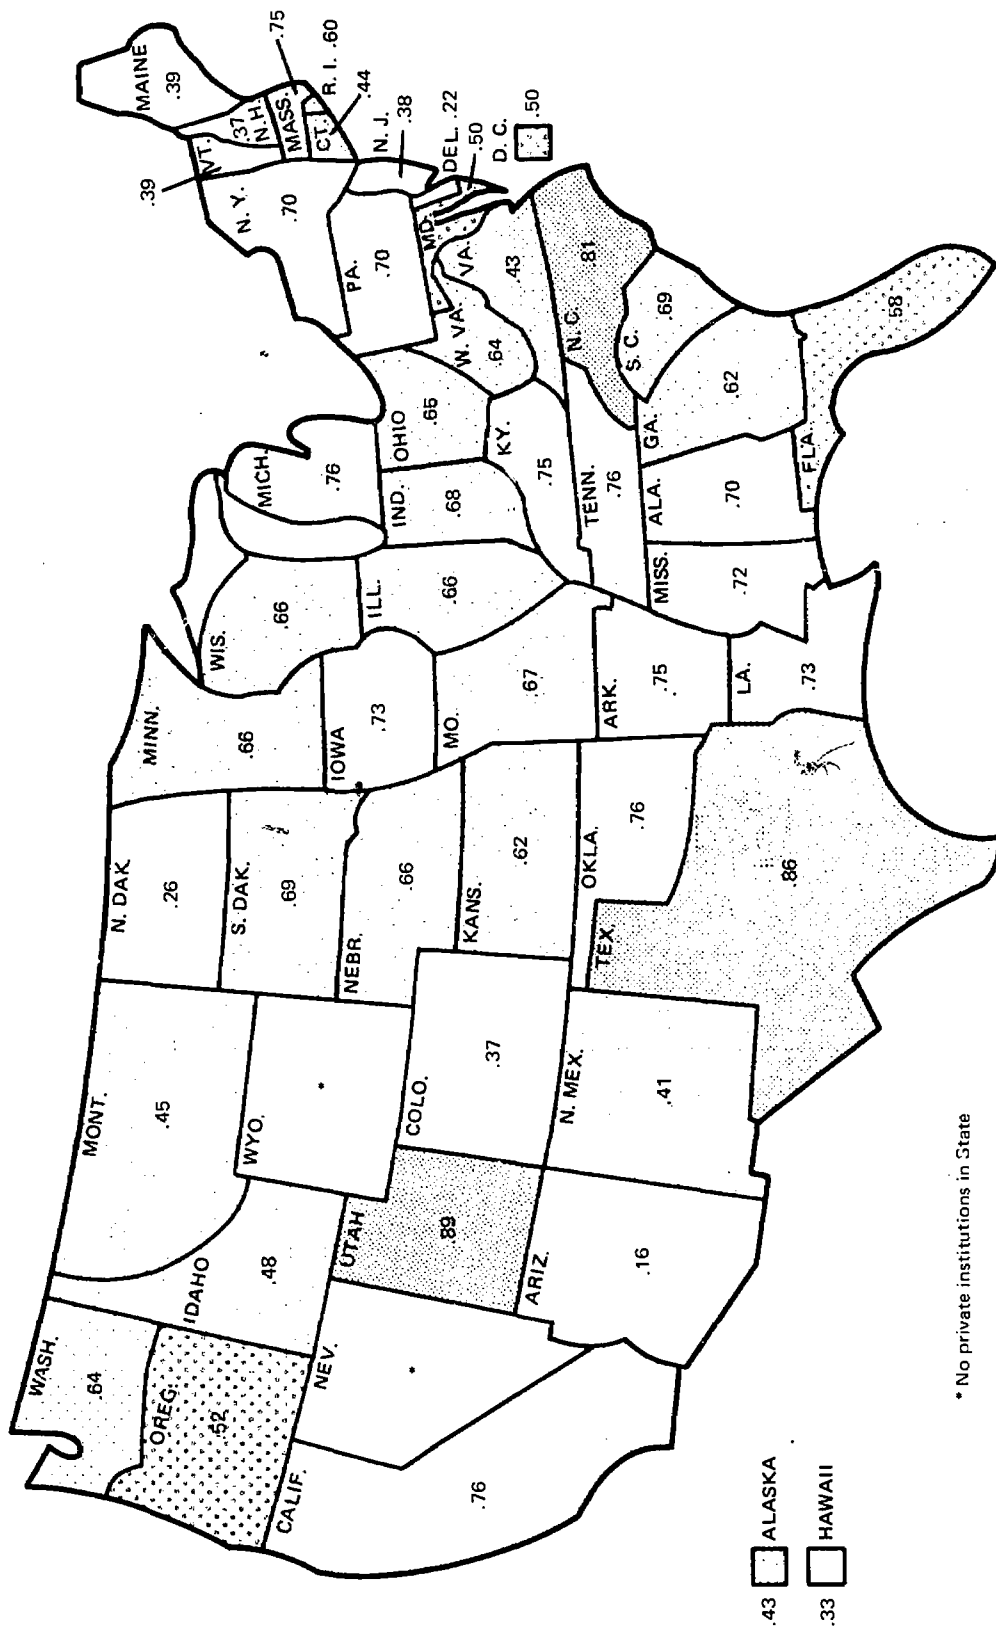 WASH.
.64
OREG.
.52
CALIF.
.76
NEV.
*
IDAHO
.48
MONT.
.45
WYO.
*
UTAH
.89
ARIZ.
.16
COLO.
.37
N. MEX.
.41
N. DAK.
.26
S. DAK.
.69
NEBR.
.66
KANS.
.62
OKLA.
.76
TEX.
.86
MINN.
.66
IOWA
.73
MO.
.67
ARK.
.75
LA.
.73
WIS.
.66
ILL.
.66
MICH.
.76
IND.
.68
OHIO
.65
KY.
.75
TENN.
.76
MISS.
.72
ALA.
.70
GA.
.62
FLA.
.58
S. C.
.69
N. C.
.81
VA.
.43
W. VA.
.64
MD.
.50
DEL. .22
D. C.
.50
PA.
.70
N. J.
.38
N. Y.
.70
CT.
.44
R. I. .60
MASS.
.75
VT.
.39
N.H.
.37
MAINE
.39
.43 ALASKA
.33 HAWAII
* No private institutions in State